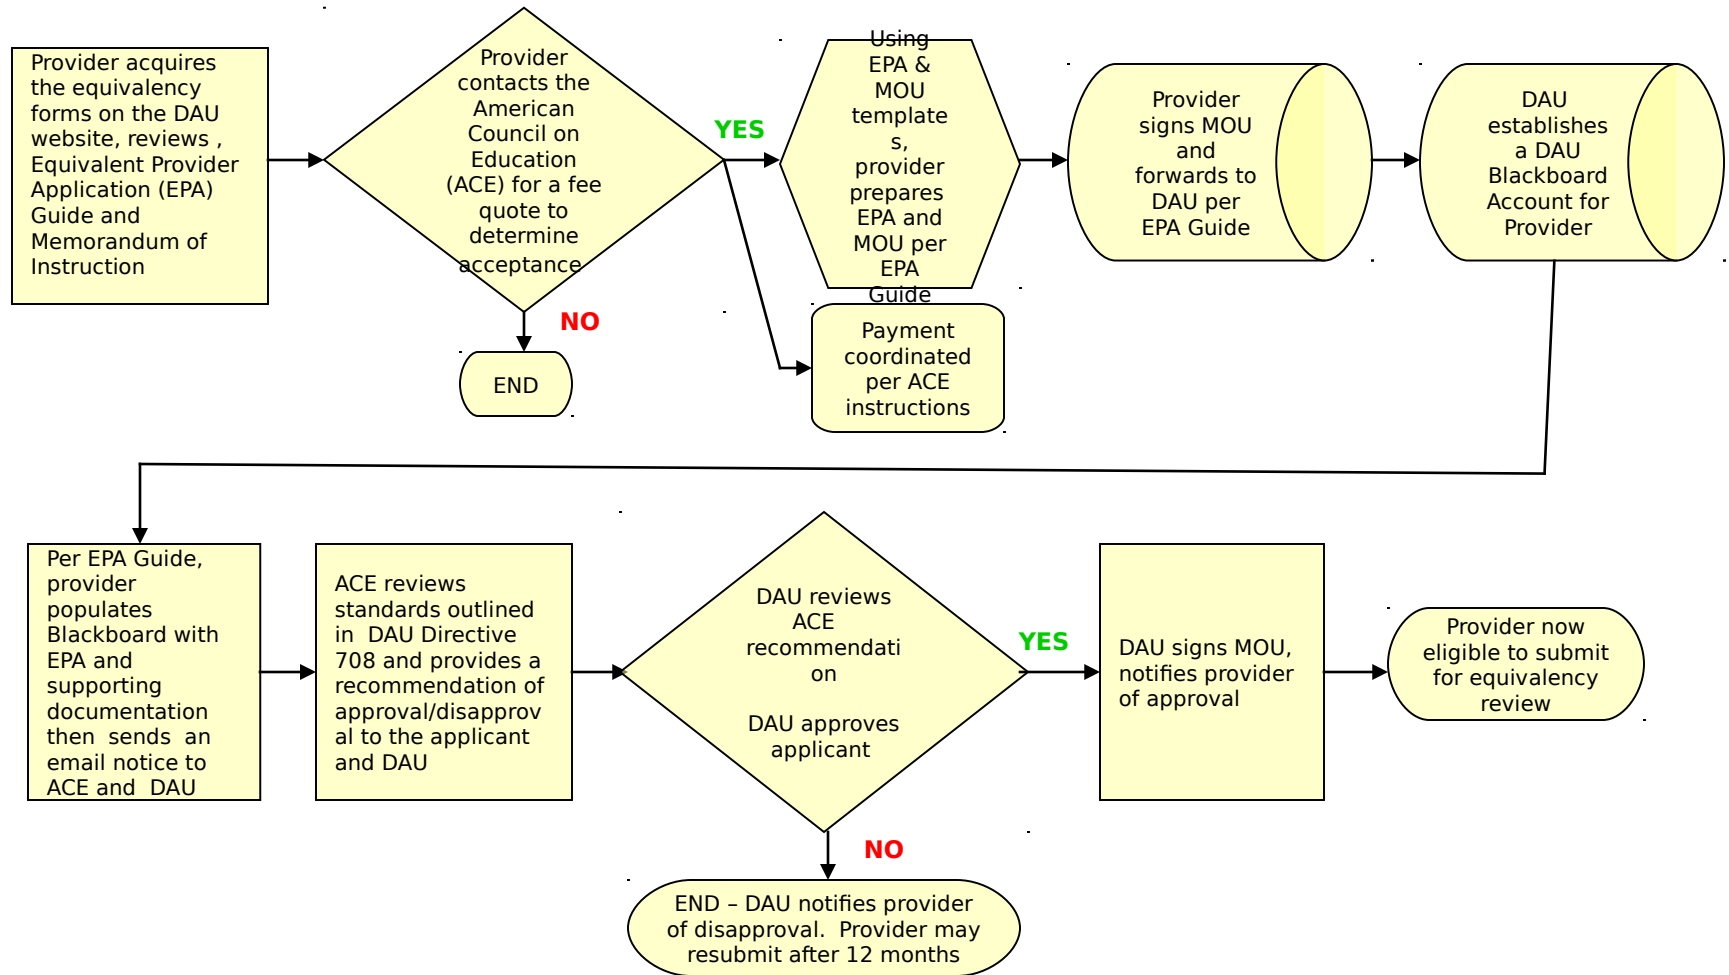 Provider acquires
the equivalency
forms on the DAU
website, reviews ,
Equivalent Provider
Application (EPA)
Guide and
Memorandum of
Instruction
Provider
contacts the
American
Council on
Education
(ACE) for a fee
quote to
determine
acceptance
YES
NO
END
Using
EPA &
MOU
template
s,
provider
prepares
EPA and
MOU per
EPA
Guide
Payment
coordinated
per ACE
instructions
Provider
signs MOU
and
forwards to
DAU per
EPA Guide
DAU
establishes
a DAU
Blackboard
Account for
Provider
Per EPA Guide,
provider
populates
Blackboard with
EPA and
supporting
documentation
then sends an
email notice to
ACE and DAU
ACE reviews
standards outlined
in DAU Directive
708 and provides a
recommendation of
approval/disapprov
al to the applicant
and DAU
DAU reviews
ACE
recommendati
on
DAU approves
applicant
YES
NO
DAU signs MOU,
notifies provider
of approval
Provider now
eligible to submit
for equivalency
review
END – DAU notifies provider
of disapproval. Provider may
resubmit after 12 months